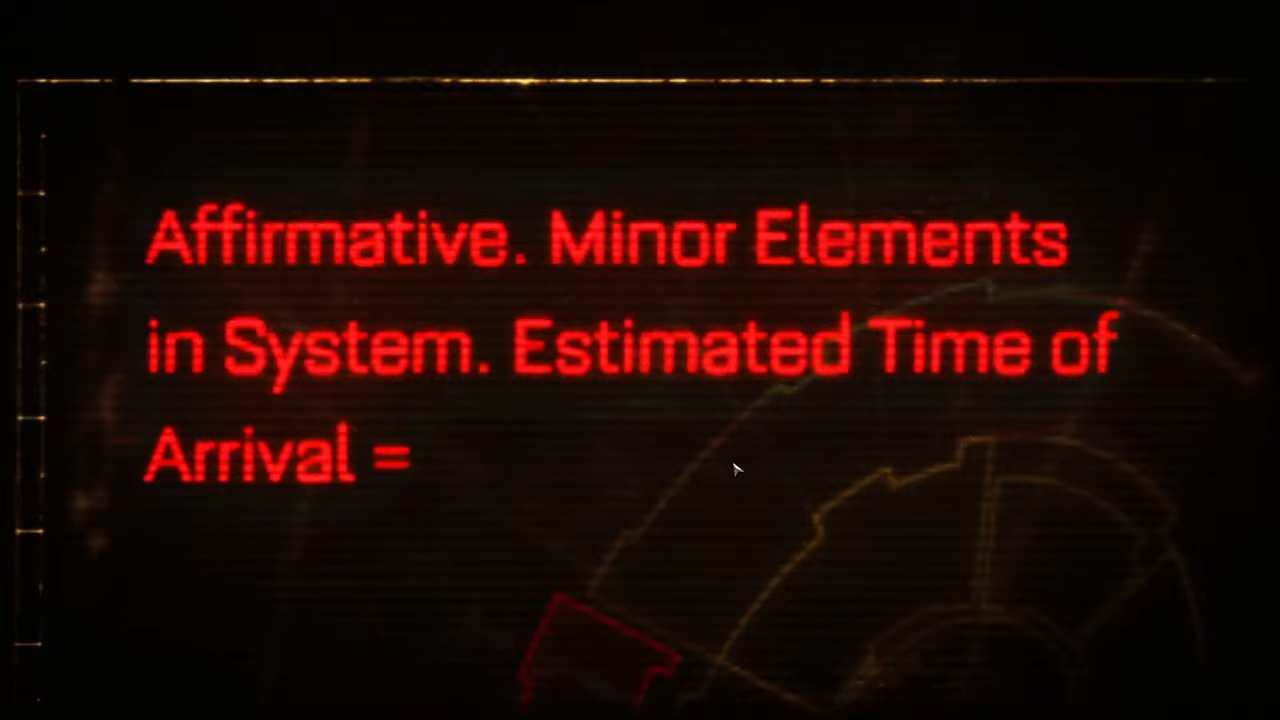 Affirmative. Minor Elements
in System. Estimated Time of
Arrival =